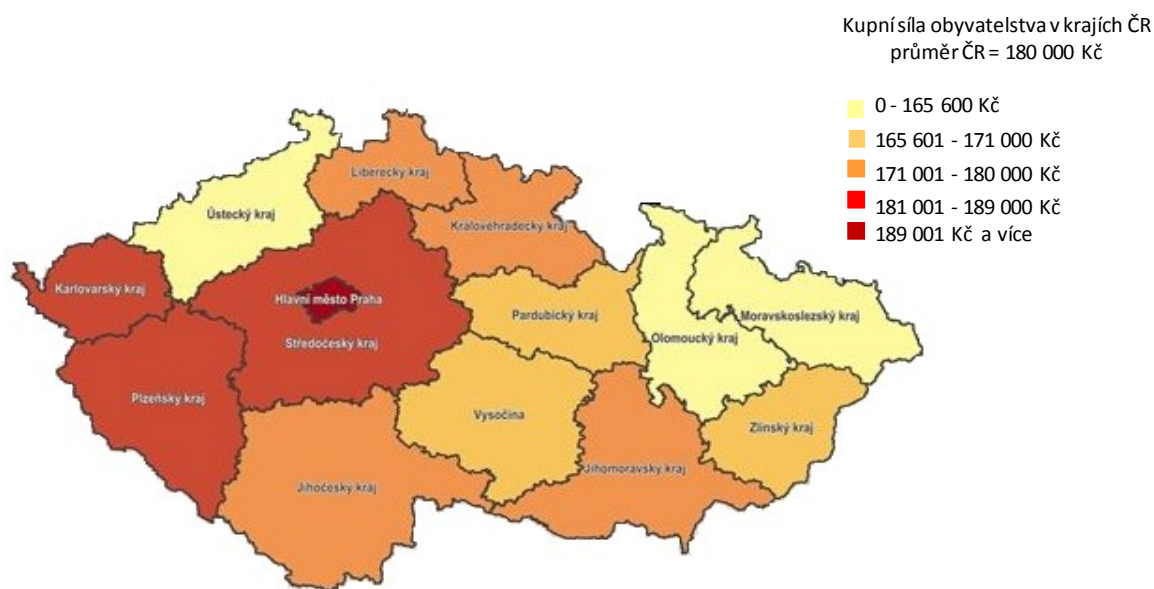 Kupní síla obyvatelstva v krajích ČR
průměr ČR = 180 000 Kč
0 - 165 600 Kč
165 601 - 171 000 Kč
171 001 - 180 000 Kč
181 001 - 189 000 Kč
189 001 Kč a více
Liberecký kraj
Ústecký kraj
Královéhradecký kraj
Karlovarský kraj
Hlavní město Praha
Středočeský kraj
Pardubický kraj
Moravskoslezský kraj
Olomoucký kraj
Plzeňský kraj
Vysočina
Zlínský kraj
Jihomoravský kraj
Jihočeský kraj